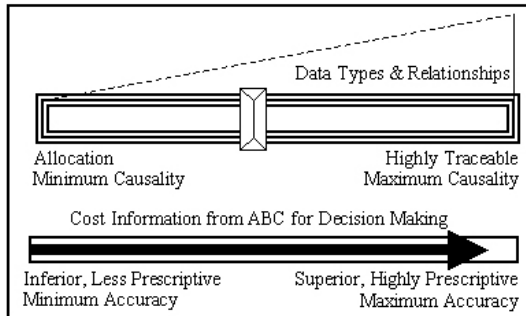 Data Types & Relationships
Allocation
Minimum Causality
Highly Traceable
Maximum Causality
Cost Information from ABC for Decision Making
Inferior, Less Prescriptive
Minimum Accuracy
Superior, Highly Prescriptive
Maximum Accuracy